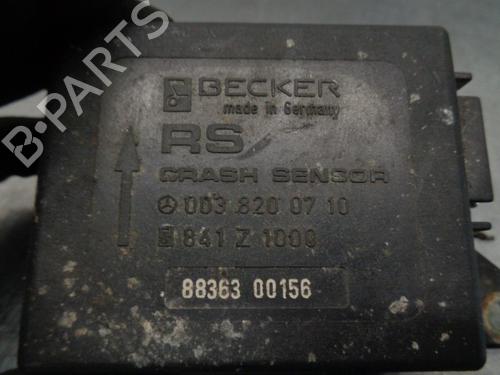 BECKER
made in Germany
RS
CRASH SENSOR
003 820 07 10
841 Z 1000
88363 00156
B-PARTS